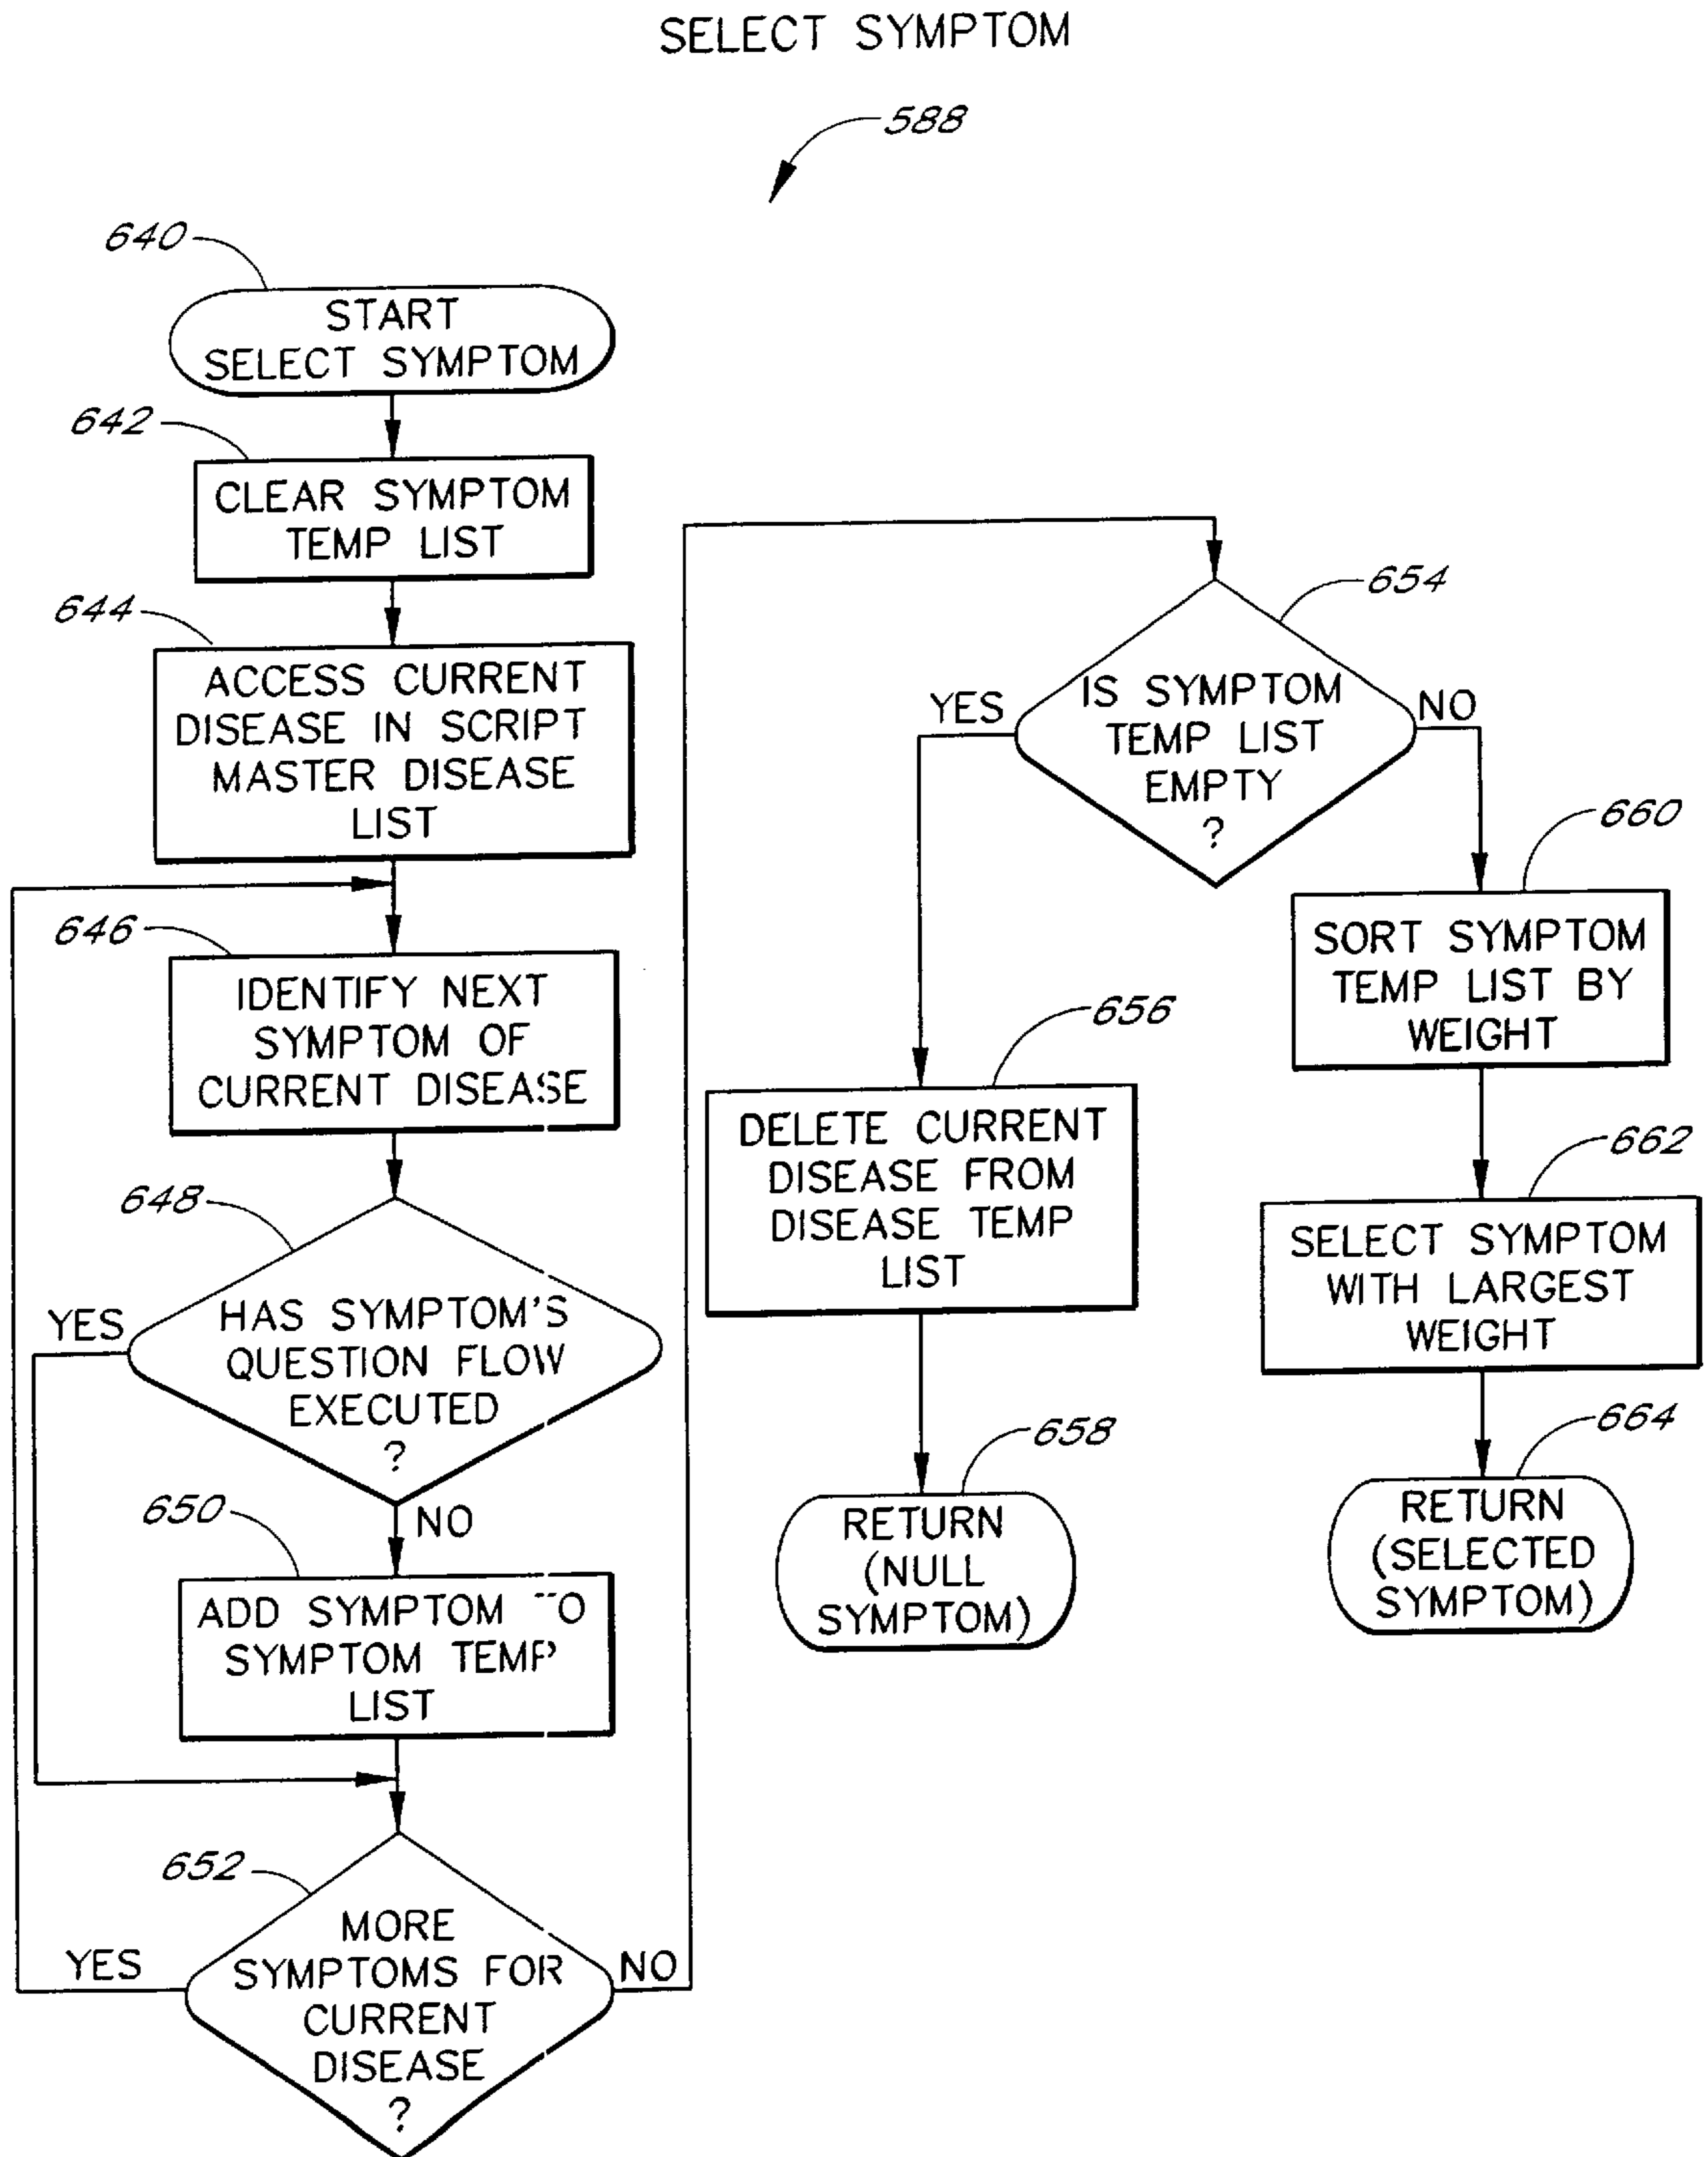 SELECT SYMPTOM
588
640
START
SELECT SYMPTOM
642
CLEAR SYMPTOM
TEMP LIST
644
ACCESS CURRENT
DISEASE IN SCRIPT
MASTER DISEASE
LIST
646
IDENTIFY NEXT
SYMPTOM OF
CURRENT DISEASE
648
HAS SYMPTOM'S
QUESTION FLOW
EXECUTED
?
YES
NO
650
ADD SYMPTOM TO
SYMPTOM TEMP
LIST
652
MORE
SYMPTOMS FOR
CURRENT
DISEASE
?
YES
NO
654
IS SYMPTOM
TEMP LIST
EMPTY
?
YES
NO
656
DELETE CURRENT
DISEASE FROM
DISEASE TEMP
LIST
658
RETURN
(NULL
SYMPTOM)
660
SORT SYMPTOM
TEMP LIST BY
WEIGHT
662
SELECT SYMPTOM
WITH LARGEST
WEIGHT
664
RETURN
(SELECTED
SYMPTOM)